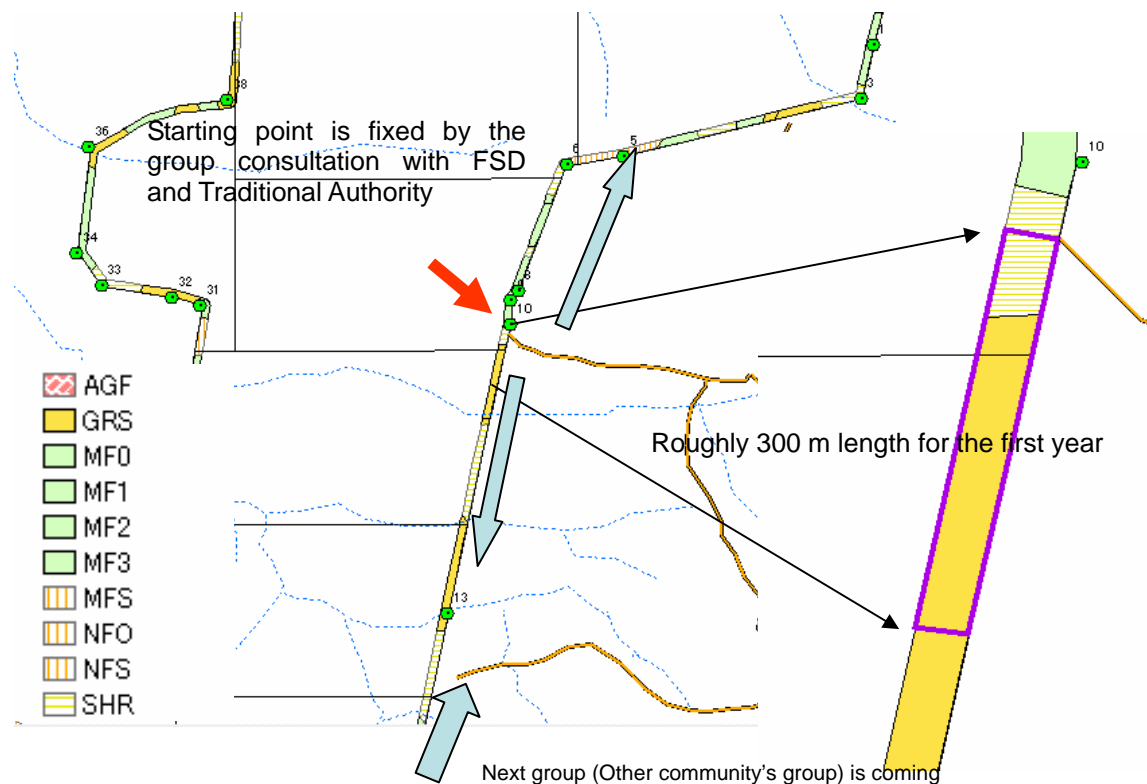 1
3
38
36
Starting point is fixed by the
group consultation with FSD
and Traditional Authority
5
6
10
34
33
32
31
8
10
AGF
GRS
MF0
MF1
MF2
MF3
MFS
NFO
NFS
SHR
Roughly 300 m length for the first year
13
Next group (Other community's group) is coming